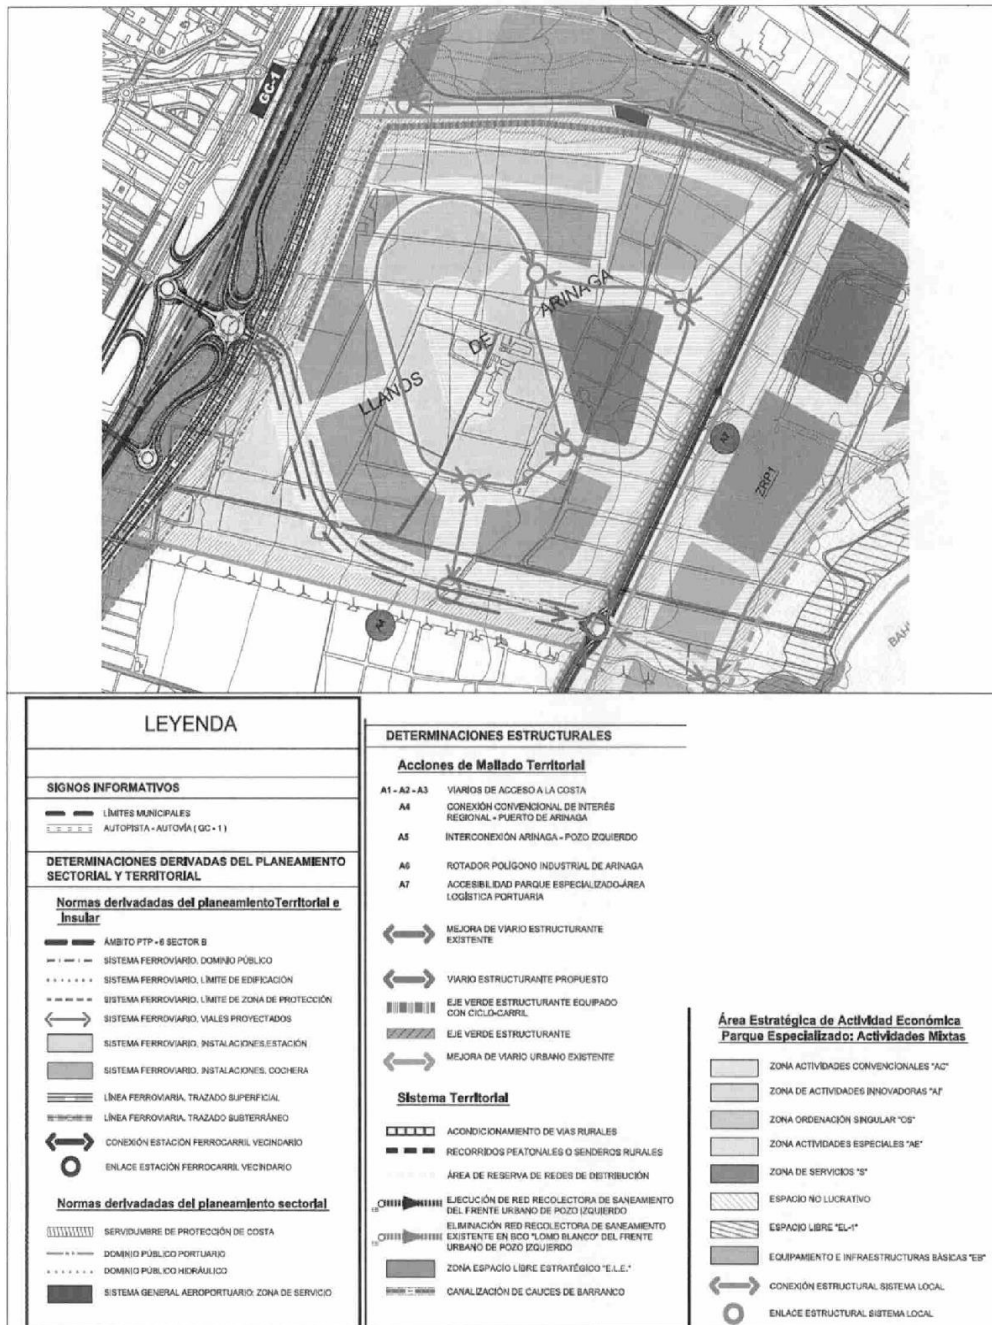 GC-1
LLANOS DE ARINAGA
A7
ZRP1
A4
BAHÍ
LEYENDA
SIGNOS INFORMATIVOS
LÍMITES MUNICIPALES
AUTOPISTA - AUTOVÍA ( GC - 1 )
DETERMINACIONES DERIVADAS DEL PLANEAMIENTO
SECTORIAL Y TERRITORIAL
Normas derivadadas del planeamientoTerritorial e
Insular
ÁMBITO PTP - 6 SECTOR B
SISTEMA FERROVIARIO, DOMINIO PÚBLICO
SISTEMA FERROVIARIO, LÍMITE DE EDIFICACIÓN
SISTEMA FERROVIARIO, LÍMITE DE ZONA DE PROTECCIÓN
SISTEMA FERROVIARIO, VIALES PROYECTADOS
SISTEMA FERROVIARIO, INSTALACIONES.ESTACIÓN
SISTEMA FERROVIARIO, INSTALACIONES, COCHERA
LÍNEA FERROVIARIA, TRAZADO SUPERFICIAL
LÍNEA FERROVIARIA, TRAZADO SUBTERRÁNEO
CONEXIÓN ESTACIÓN FERROCARRIL VECINDARIO
ENLACE ESTACIÓN FERROCARRIL VECINDARIO
Normas derivadadas del planeamiento sectorial
SERVIDUMBRE DE PROTECCIÓN DE COSTA
DOMINIO PÚBLICO PORTUARIO
DOMINIO PÚBLICO HIDRÁULICO
SISTEMA GENERAL AEROPORTUARIO: ZONA DE SERVICIO
DETERMINACIONES ESTRUCTURALES
Acciones de Mallado Territorial
A1 - A2 - A3 VIARIOS DE ACCESO A LA COSTA
A4 CONEXIÓN CONVENCIONAL DE INTERÉS
REGIONAL - PUERTO DE ARINAGA
A5 INTERCONEXIÓN ARINAGA - POZO IZQUIERDO
A6 ROTADOR POLÍGONO INDUSTRIAL DE ARINAGA
A7 ACCESIBILIDAD PARQUE ESPECIALIZADO-ÁREA
LOGÍSTICA PORTUARIA
MEJORA DE VIARIO ESTRUCTURANTE
EXISTENTE
VIARIO ESTRUCTURANTE PROPUESTO
EJE VERDE ESTRUCTURANTE EQUIPADO
CON CICLO-CARRIL
EJE VERDE ESTRUCTURANTE
MEJORA DE VIARIO URBANO EXISTENTE
Sistema Territorial
ACONDICIONAMIENTO DE VIAS RURALES
RECORRIDOS PEATONALES O SENDEROS RURALES
ÁREA DE RESERVA DE REDES DE DISTRIBUCIÓN
EJECUCIÓN DE RED RECOLECTORA DE SANEAMIENTO
DEL FRENTE URBANO DE POZO IZQUIERDO
ELIMINACIÓN RED RECOLECTORA DE SANEAMIENTO
EXISTENTE EN BCO "LOMO BLANCO" DEL FRENTE
URBANO DE POZO IZQUIERDO
ZONA ESPACIO LIBRE ESTRATÉGICO "E.L.E."
CANALIZACIÓN DE CAUCES DE BARRANCO
Área Estratégica de Actividad Económica
Parque Especializado: Actividades Mixtas
ZONA ACTIVIDADES CONVENCIONALES "AC"
ZONA DE ACTIVIDADES INNOVADORAS "AI"
ZONA ORDENACIÓN SINGULAR "OS"
ZONA ACTIVIDADES ESPECIALES "AE"
ZONA DE SERVICIOS "S"
ESPACIO NO LUCRATIVO
ESPACIO LIBRE "EL-1"
EQUIPAMIENTO E INFRAESTRUCTURAS BÁSICAS "EB"
CONEXIÓN ESTRUCTURAL SISTEMA LOCAL
ENLACE ESTRUCTURAL SISTEMA LOCAL